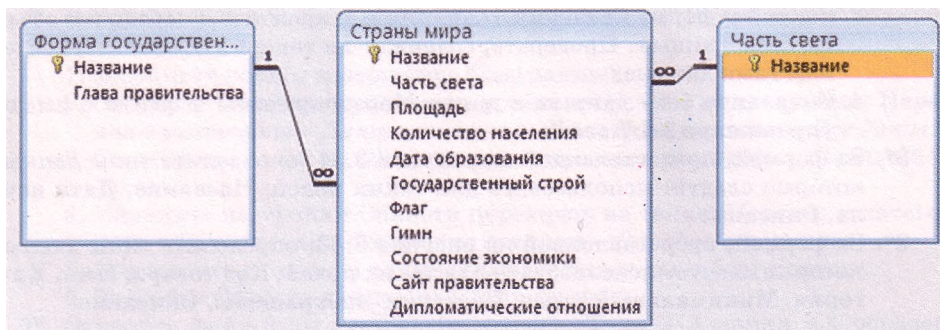 Форма государствен...
Название
Глава правительства
1
∞
Страны мира
Название
Часть света
Площадь
Количество населения
Дата образования
Государственный строй
Флаг
Гимн
Состояние экономики
Сайт правительства
Дипломатические отношения
∞
1
Часть света
Название